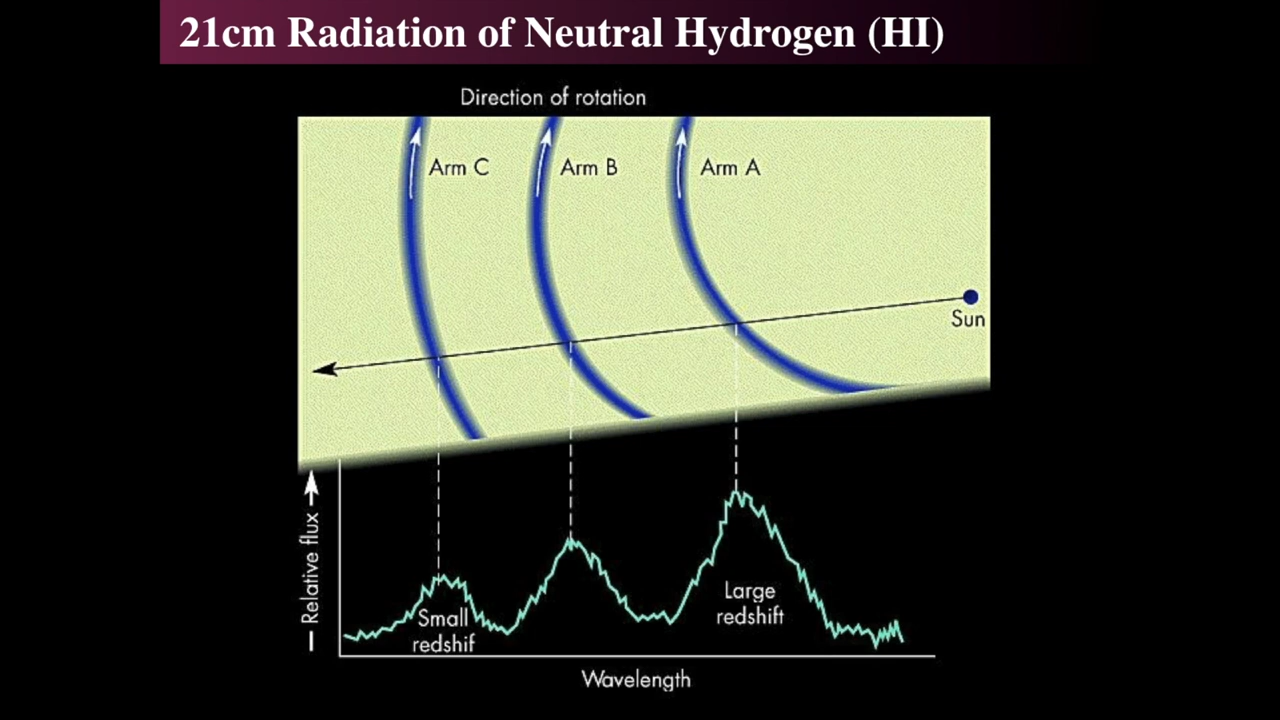 21cm Radiation of Neutral Hydrogen (HI)
Direction of rotation
Arm C
Arm B
Arm A
Sun
Relative flux
Small
redshif
Large
redshift
Wavelength